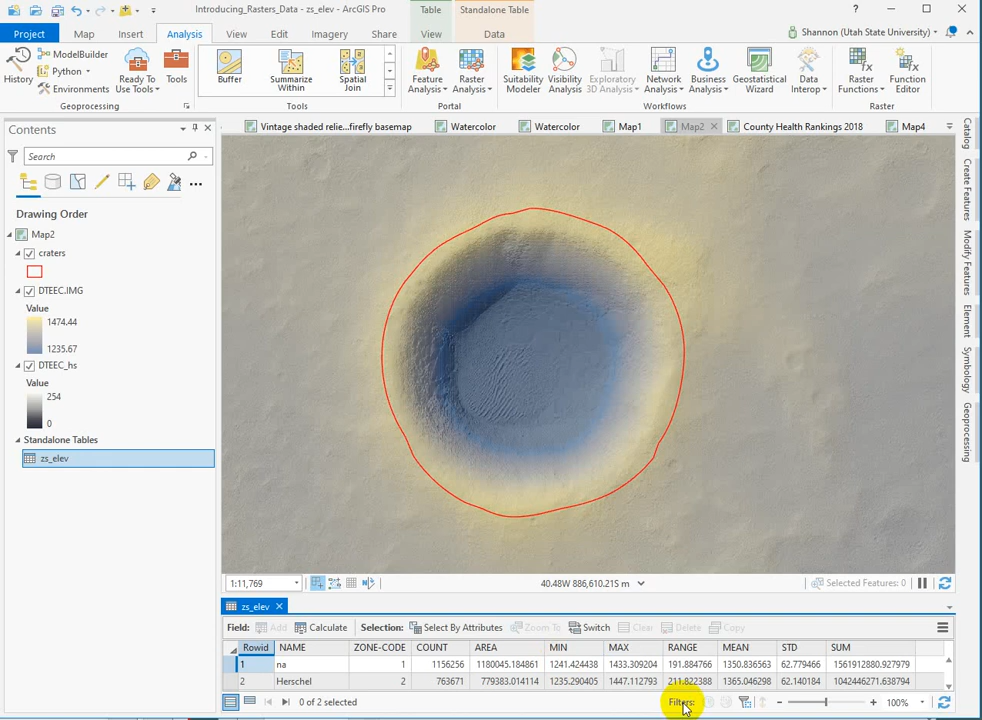 Introducing_Rasters_Data - zs_elev - ArcGIS Pro
Table
Standalone Table
?
Project
Map
Insert
Analysis
View
Edit
Imagery
Share
View
Data
Shannon (Utah State University)
History
ModelBuilder
Python
Environments
Ready To Use Tools
Tools
Geoprocessing
Buffer
Summarize Within
Spatial Join
Tools
Feature Analysis
Raster Analysis
Portal
Suitability Modeler
Visibility Analysis
Exploratory 3D Analysis
Network Analysis
Business Analysis
Geostatistical Wizard
Data Interop
Workflows
Raster Functions
Function Editor
Raster
Contents
Search
Drawing Order
Map2
craters
DTEEC.IMG
Value
1474.44
1235.67
DTEEC_hs
Value
254
0
Standalone Tables
zs_elev
Vintage shaded relie...firefly basemap
Watercolor
Watercolor
Map1
Map2
County Health Rankings 2018
Map4
Catalog
Create Features
Modify Features
Element
Symbology
Geoprocessing
1:11,769
40.48W 886,610.21S m
Selected Features: 0
zs_elev
Field: Add Calculate Selection: Select By Attributes Zoom To Switch Clear Delete Copy
Rowid NAME ZONE-CODE COUNT AREA MIN MAX RANGE MEAN STD SUM
1 na 1 1156256 1180045.184861 1241.424438 1433.309204 191.884766 1350.836563 62.779466 1561912880.927979
2 Herschel 2 763671 779383.014114 1235.290405 1447.112793 211.822388 1365.046298 62.140184 1042446271.638794
0 of 2 selected
Filters:
100%